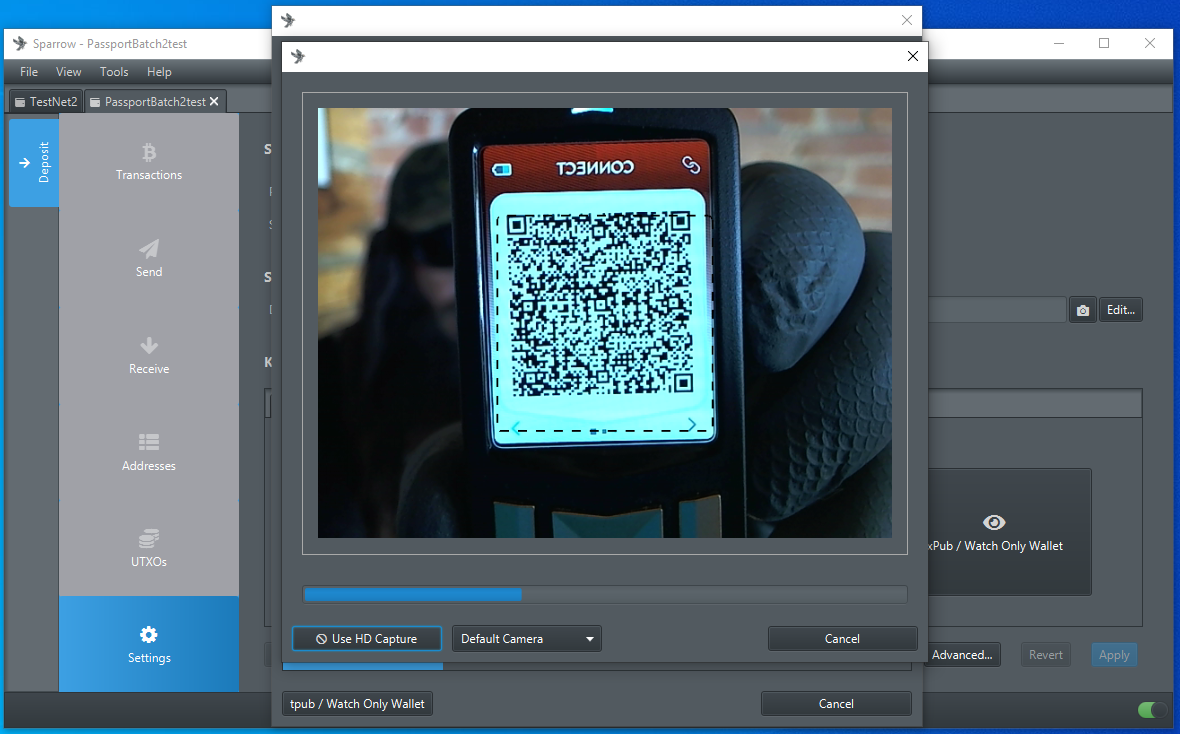 Sparrow - PassportBatch2test
File View Tools Help
TestNet2 PassportBatch2test
Deposit
Transactions
Send
Receive
Addresses
UTXOs
Settings
CONNECT
Edit...
xPub / Watch Only Wallet
Use HD Capture
Default Camera
Cancel
Advanced...
Revert
Apply
tpub / Watch Only Wallet
Cancel